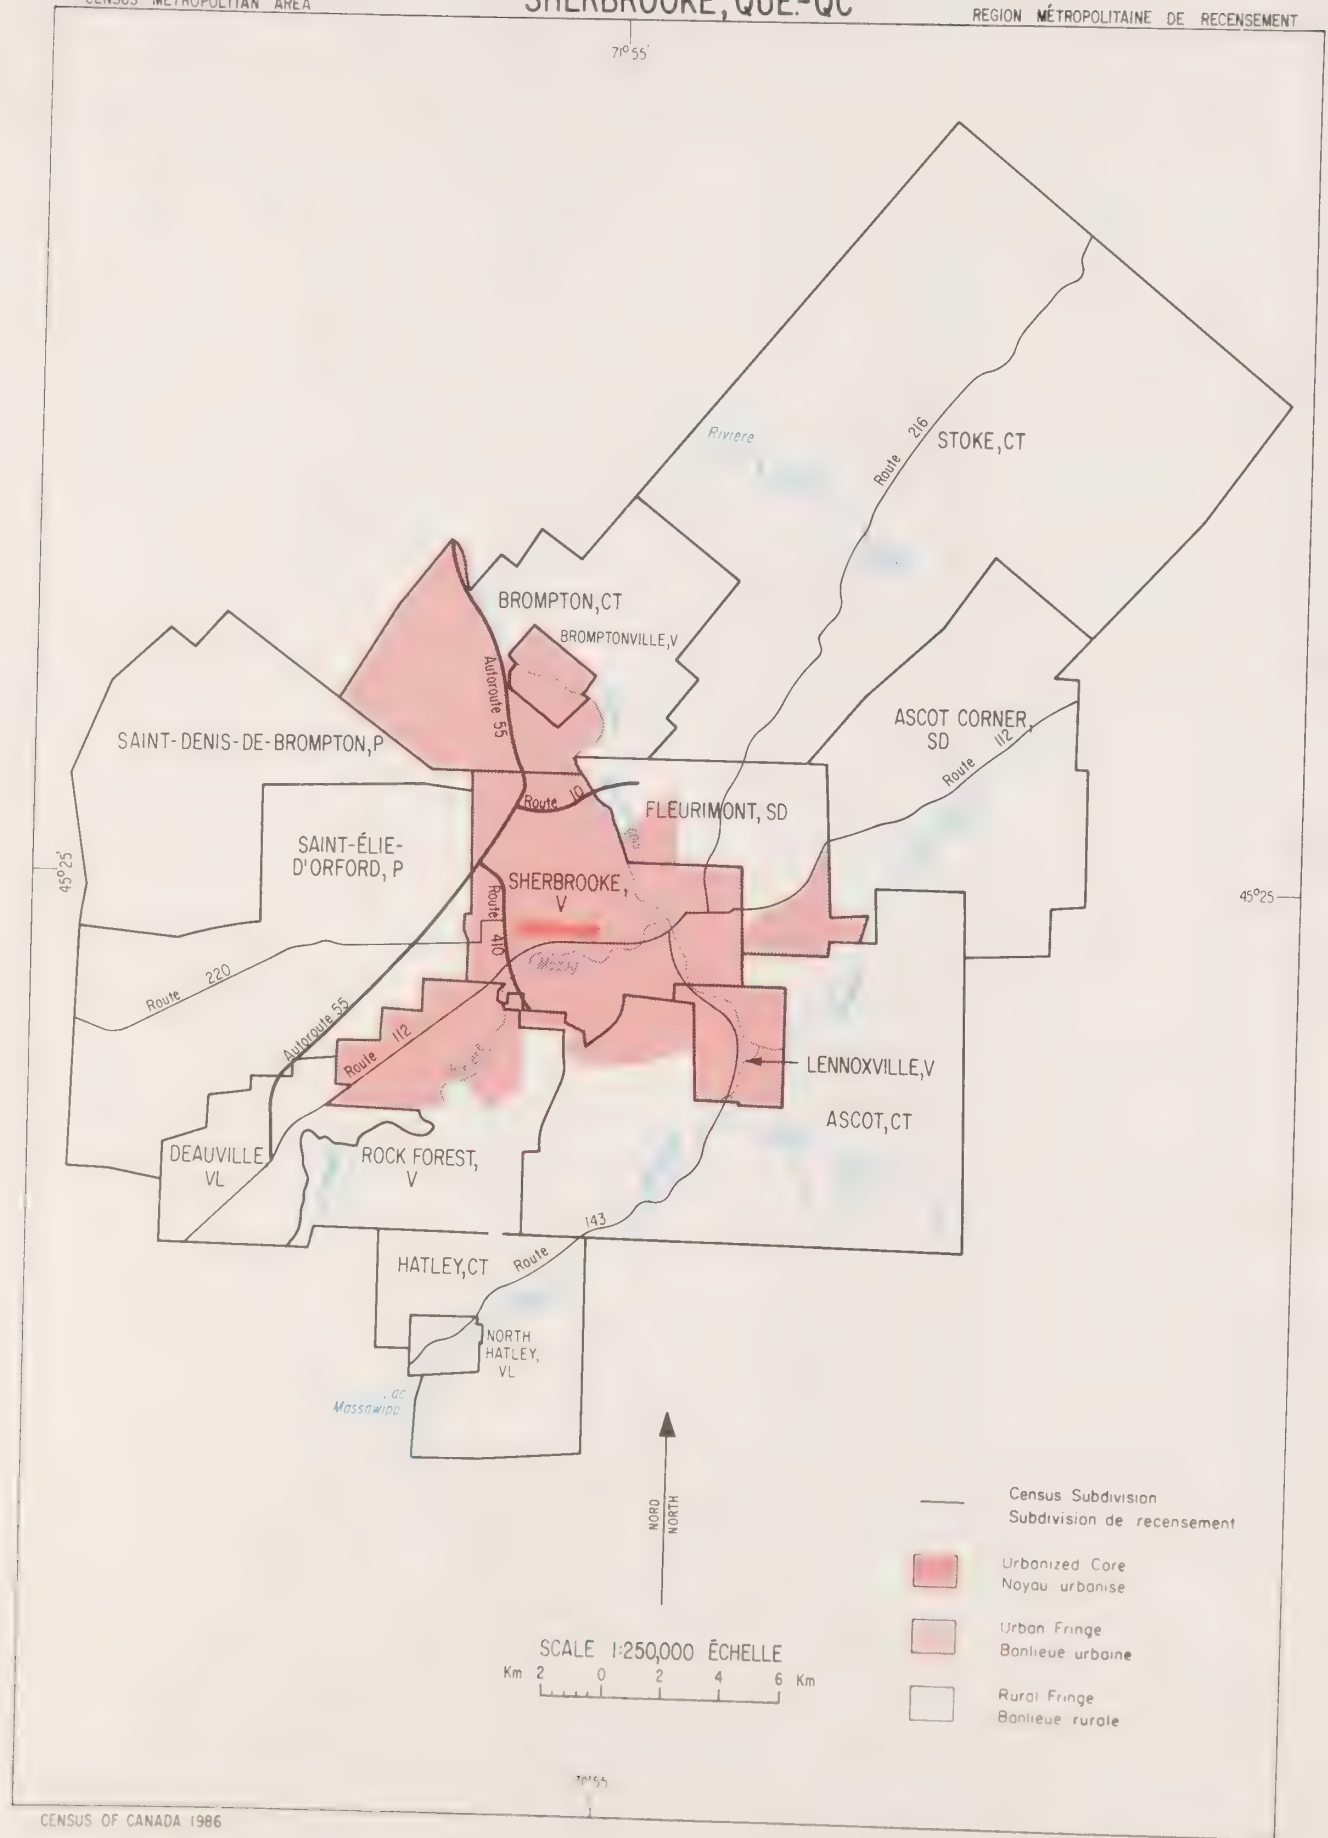 CENSUS METROPOLITAN AREA
SHERBROOKE, QUE.-QC
REGION MÉTROPOLITAINE DE RECENSEMENT
71°55'
Riviere
Route 216
STOKE, CT
BROMPTON, CT
BROMPTONVILLE, V
Autoroute 55
SAINT-DENIS-DE-BROMPTON, P
ASCOT CORNER,
SD
Route 112
Route 10
FLEURIMONT, SD
SAINT-ÉLIE-
D'ORFORD, P
45°25'
SHERBROOKE,
V
45°25
Route 410
Magog
Route 220
Autoroute 55
Route 112
LENNOXVILLE, V
ASCOT, CT
DEAUVILLE
VL
ROCK FOREST,
V
Route 143
HATLEY, CT
NORTH
HATLEY,
VL
Massawipp
NORD
NORTH
Census Subdivision
Subdivision de recensement
Urbanized Core
Noyau urbanise
Urban Fringe
Banlieue urbaine
Rural Fringe
Banlieue rurale
SCALE 1:250,000 ÉCHELLE
Km 2 0 2 4 6 Km
71°55
CENSUS OF CANADA 1986